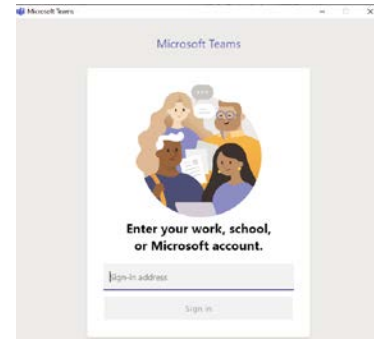 Microsoft Teams
Microsoft Teams
Enter your work, school,
or Microsoft account.
Sign-in address
Sign in